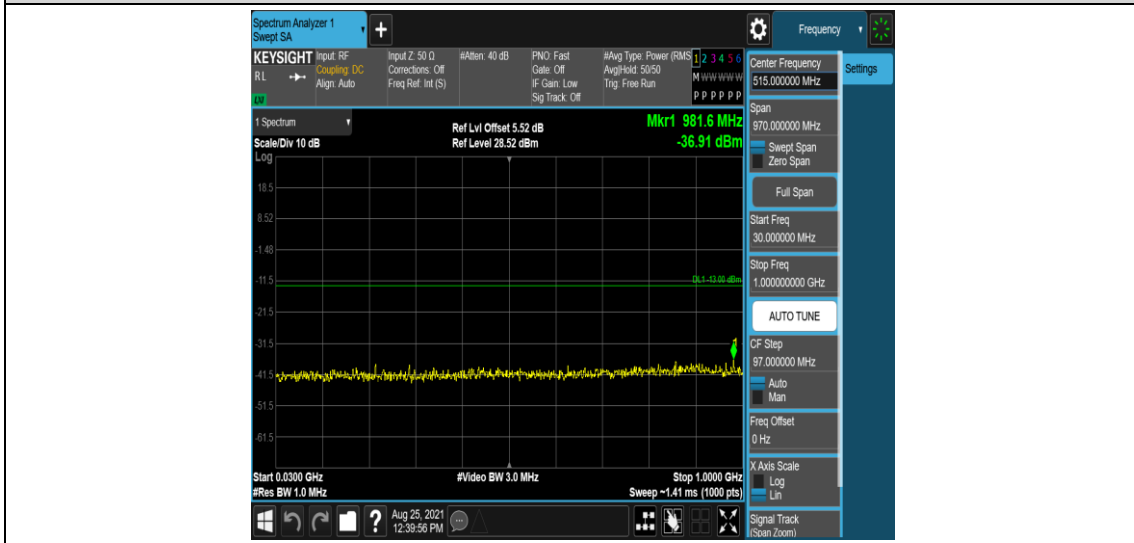 Spectrum Analyzer 1
Swept SA
+
Frequency
KEYSIGHT
RL
Input: RF
Coupling: DC
Align: Auto
Input Z: 50 Ω
Corrections: Off
Freq Ref: Int (S)
#Atten: 40 dB
PNO: Fast
Gate: Off
IF Gain: Low
Sig Track: Off
#Avg Type: Power (RMS
Avg|Hold: 50/50
Trig: Free Run
1 2 3 4 5 6
M W W W W W
P P P P P P
1 Spectrum
Scale/Div 10 dB
Log
Ref Lvl Offset 5.52 dB
Ref Level 28.52 dBm
Mkr1 981.6 MHz
-36.91 dBm
18.5
8.52
-1.48
-11.5
-21.5
-31.5
-41.5
-51.5
-61.5
DL1 -13.00 dBm
Start 0.0300 GHz
#Res BW 1.0 MHz
#Video BW 3.0 MHz
Stop 1.0000 GHz
Sweep ~1.41 ms (1000 pts)
Center Frequency
515.000000 MHz
Settings
Span
970.000000 MHz
Swept Span
Zero Span
Full Span
Start Freq
30.000000 MHz
Stop Freq
1.000000000 GHz
AUTO TUNE
CF Step
97.000000 MHz
Auto
Man
Freq Offset
0 Hz
X Axis Scale
Log
Lin
Signal Track
(Span Zoom)
?
Aug 25, 2021
12:39:56 PM